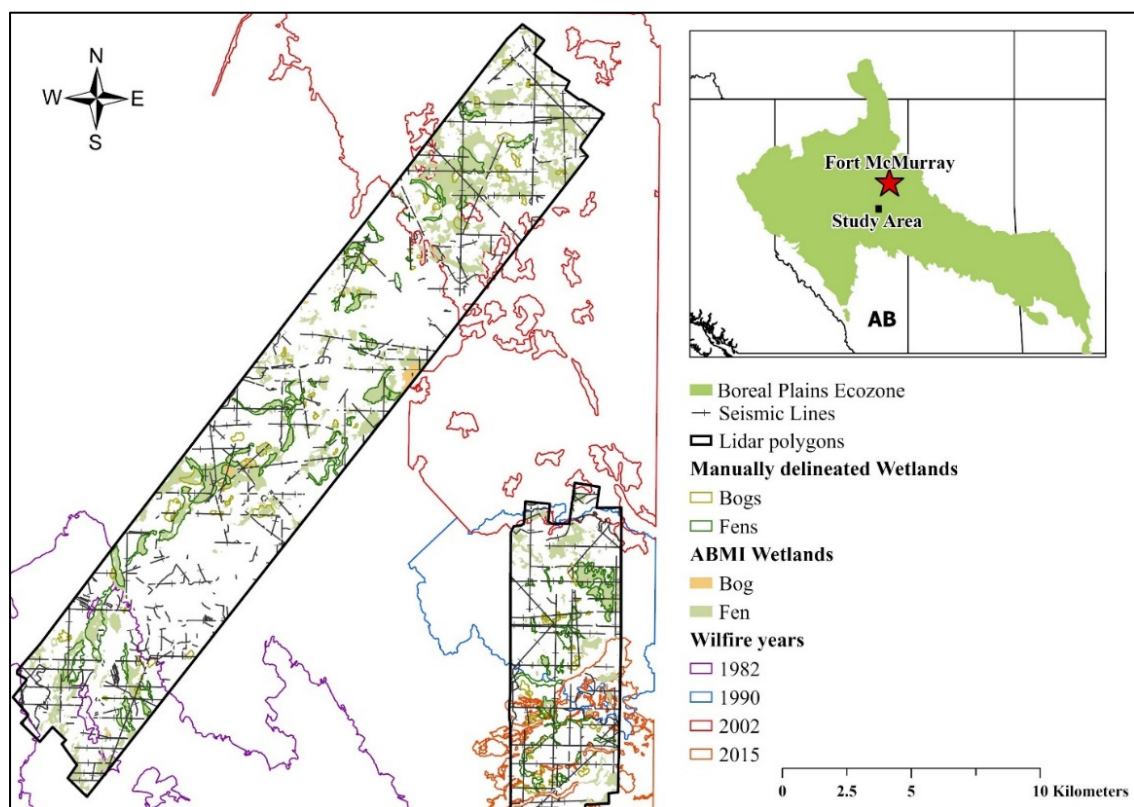 N
W E
S
Fort McMurray
Study Area
AB
Boreal Plains Ecozone
Seismic Lines
Lidar polygons
Manually delineated Wetlands
Bogs
Fens
ABMI Wetlands
Bog
Fen
Wilfire years
1982
1990
2002
2015
0 2.5 5 10 Kilometers